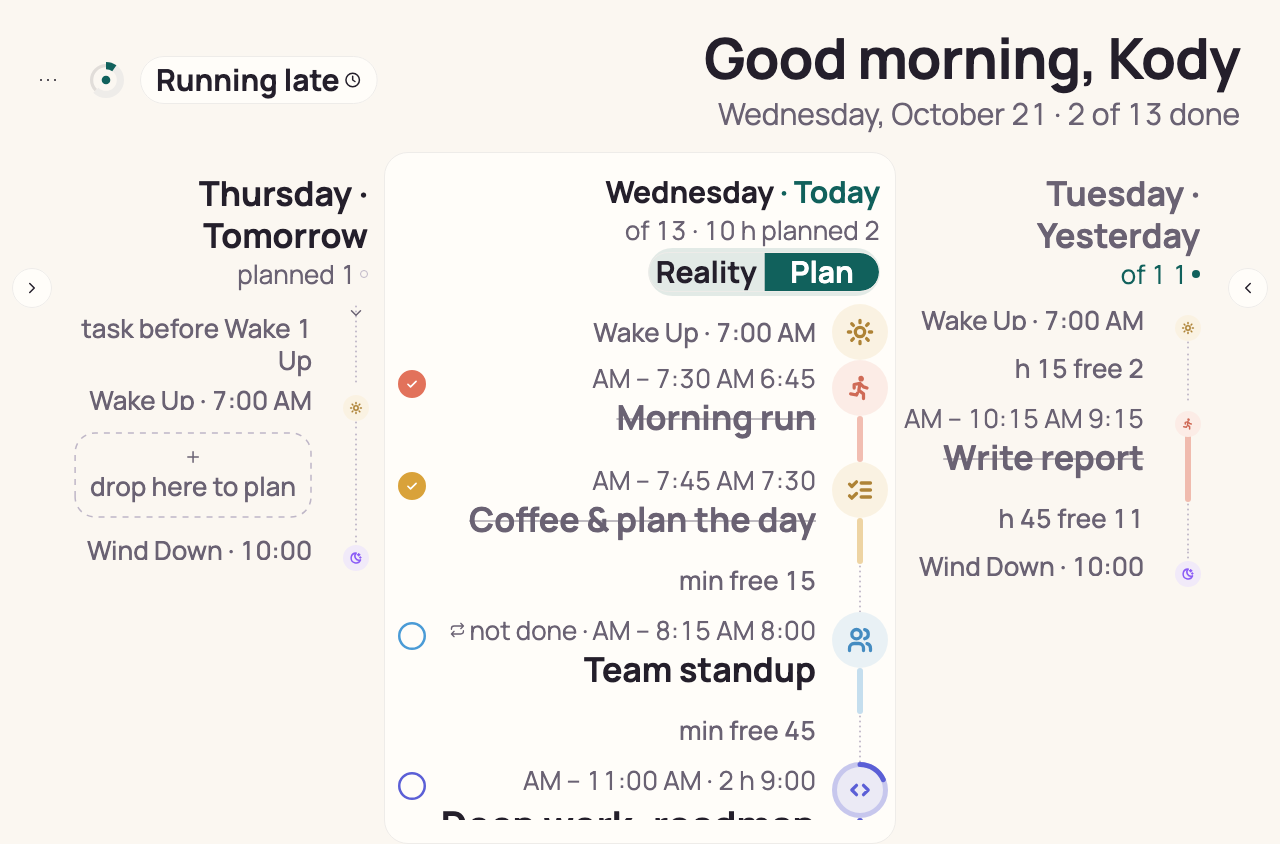 Good morning, Kody
Wednesday, October 21 · 2 of 13 done
Running late
Wednesday · Today
of 13 · 10 h planned 2
Reality
Plan
Wake Up · 7:00 AM
AM – 7:30 AM 6:45
Morning run
AM – 7:45 AM 7:30
Coffee & plan the day
min free 15
not done · AM – 8:15 AM 8:00
Team standup
min free 45
AM – 11:00 AM · 2 h 9:00
Deep work, roadmap
Thursday ·
Tomorrow
planned 1
task before Wake 1
Up
Wake Up · 7:00 AM
+
drop here to plan
Wind Down · 10:00
Tuesday ·
Yesterday
of 1 1
Wake Up · 7:00 AM
h 15 free 2
AM – 10:15 AM 9:15
Write report
h 45 free 11
Wind Down · 10:00